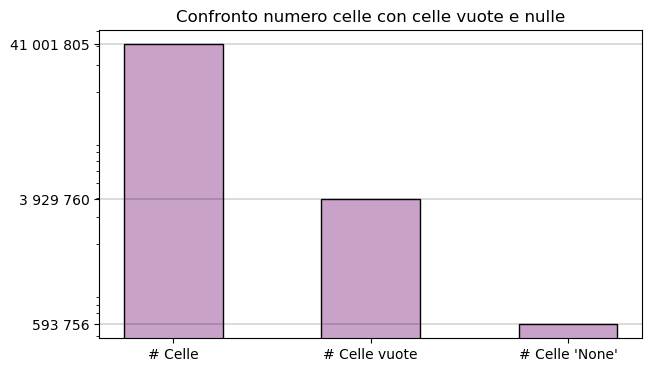 Confronto numero celle con celle vuote e nulle
41 001 805
3 929 760
593 756
# Celle
# Celle vuote
# Celle 'None'